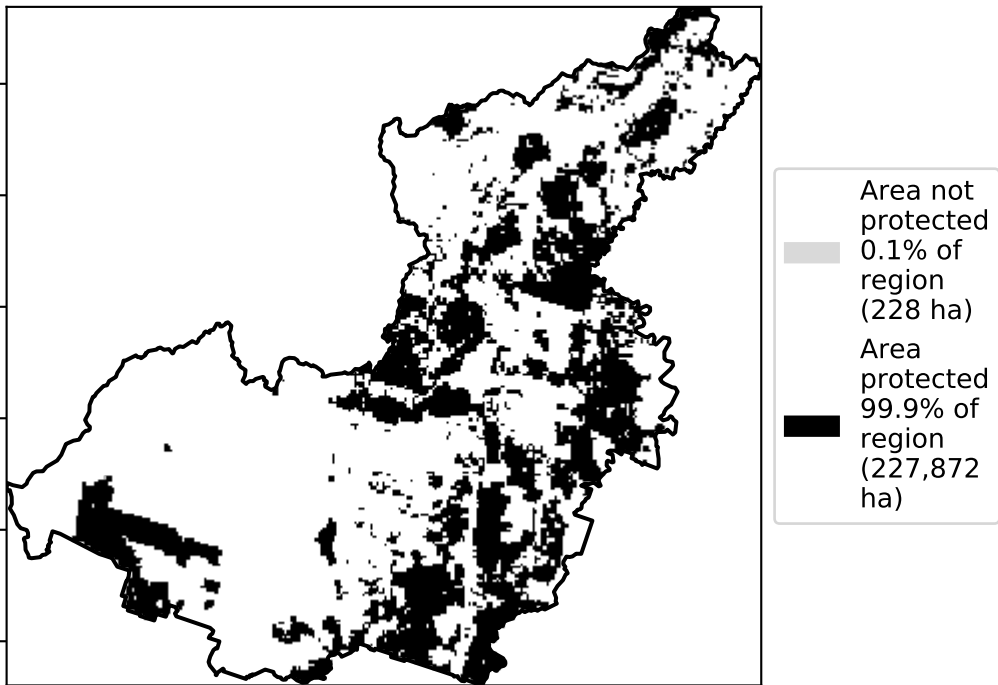 Area not
protected
0.1% of
region
(228 ha)
Area
protected
99.9% of
region
(227,872
ha)